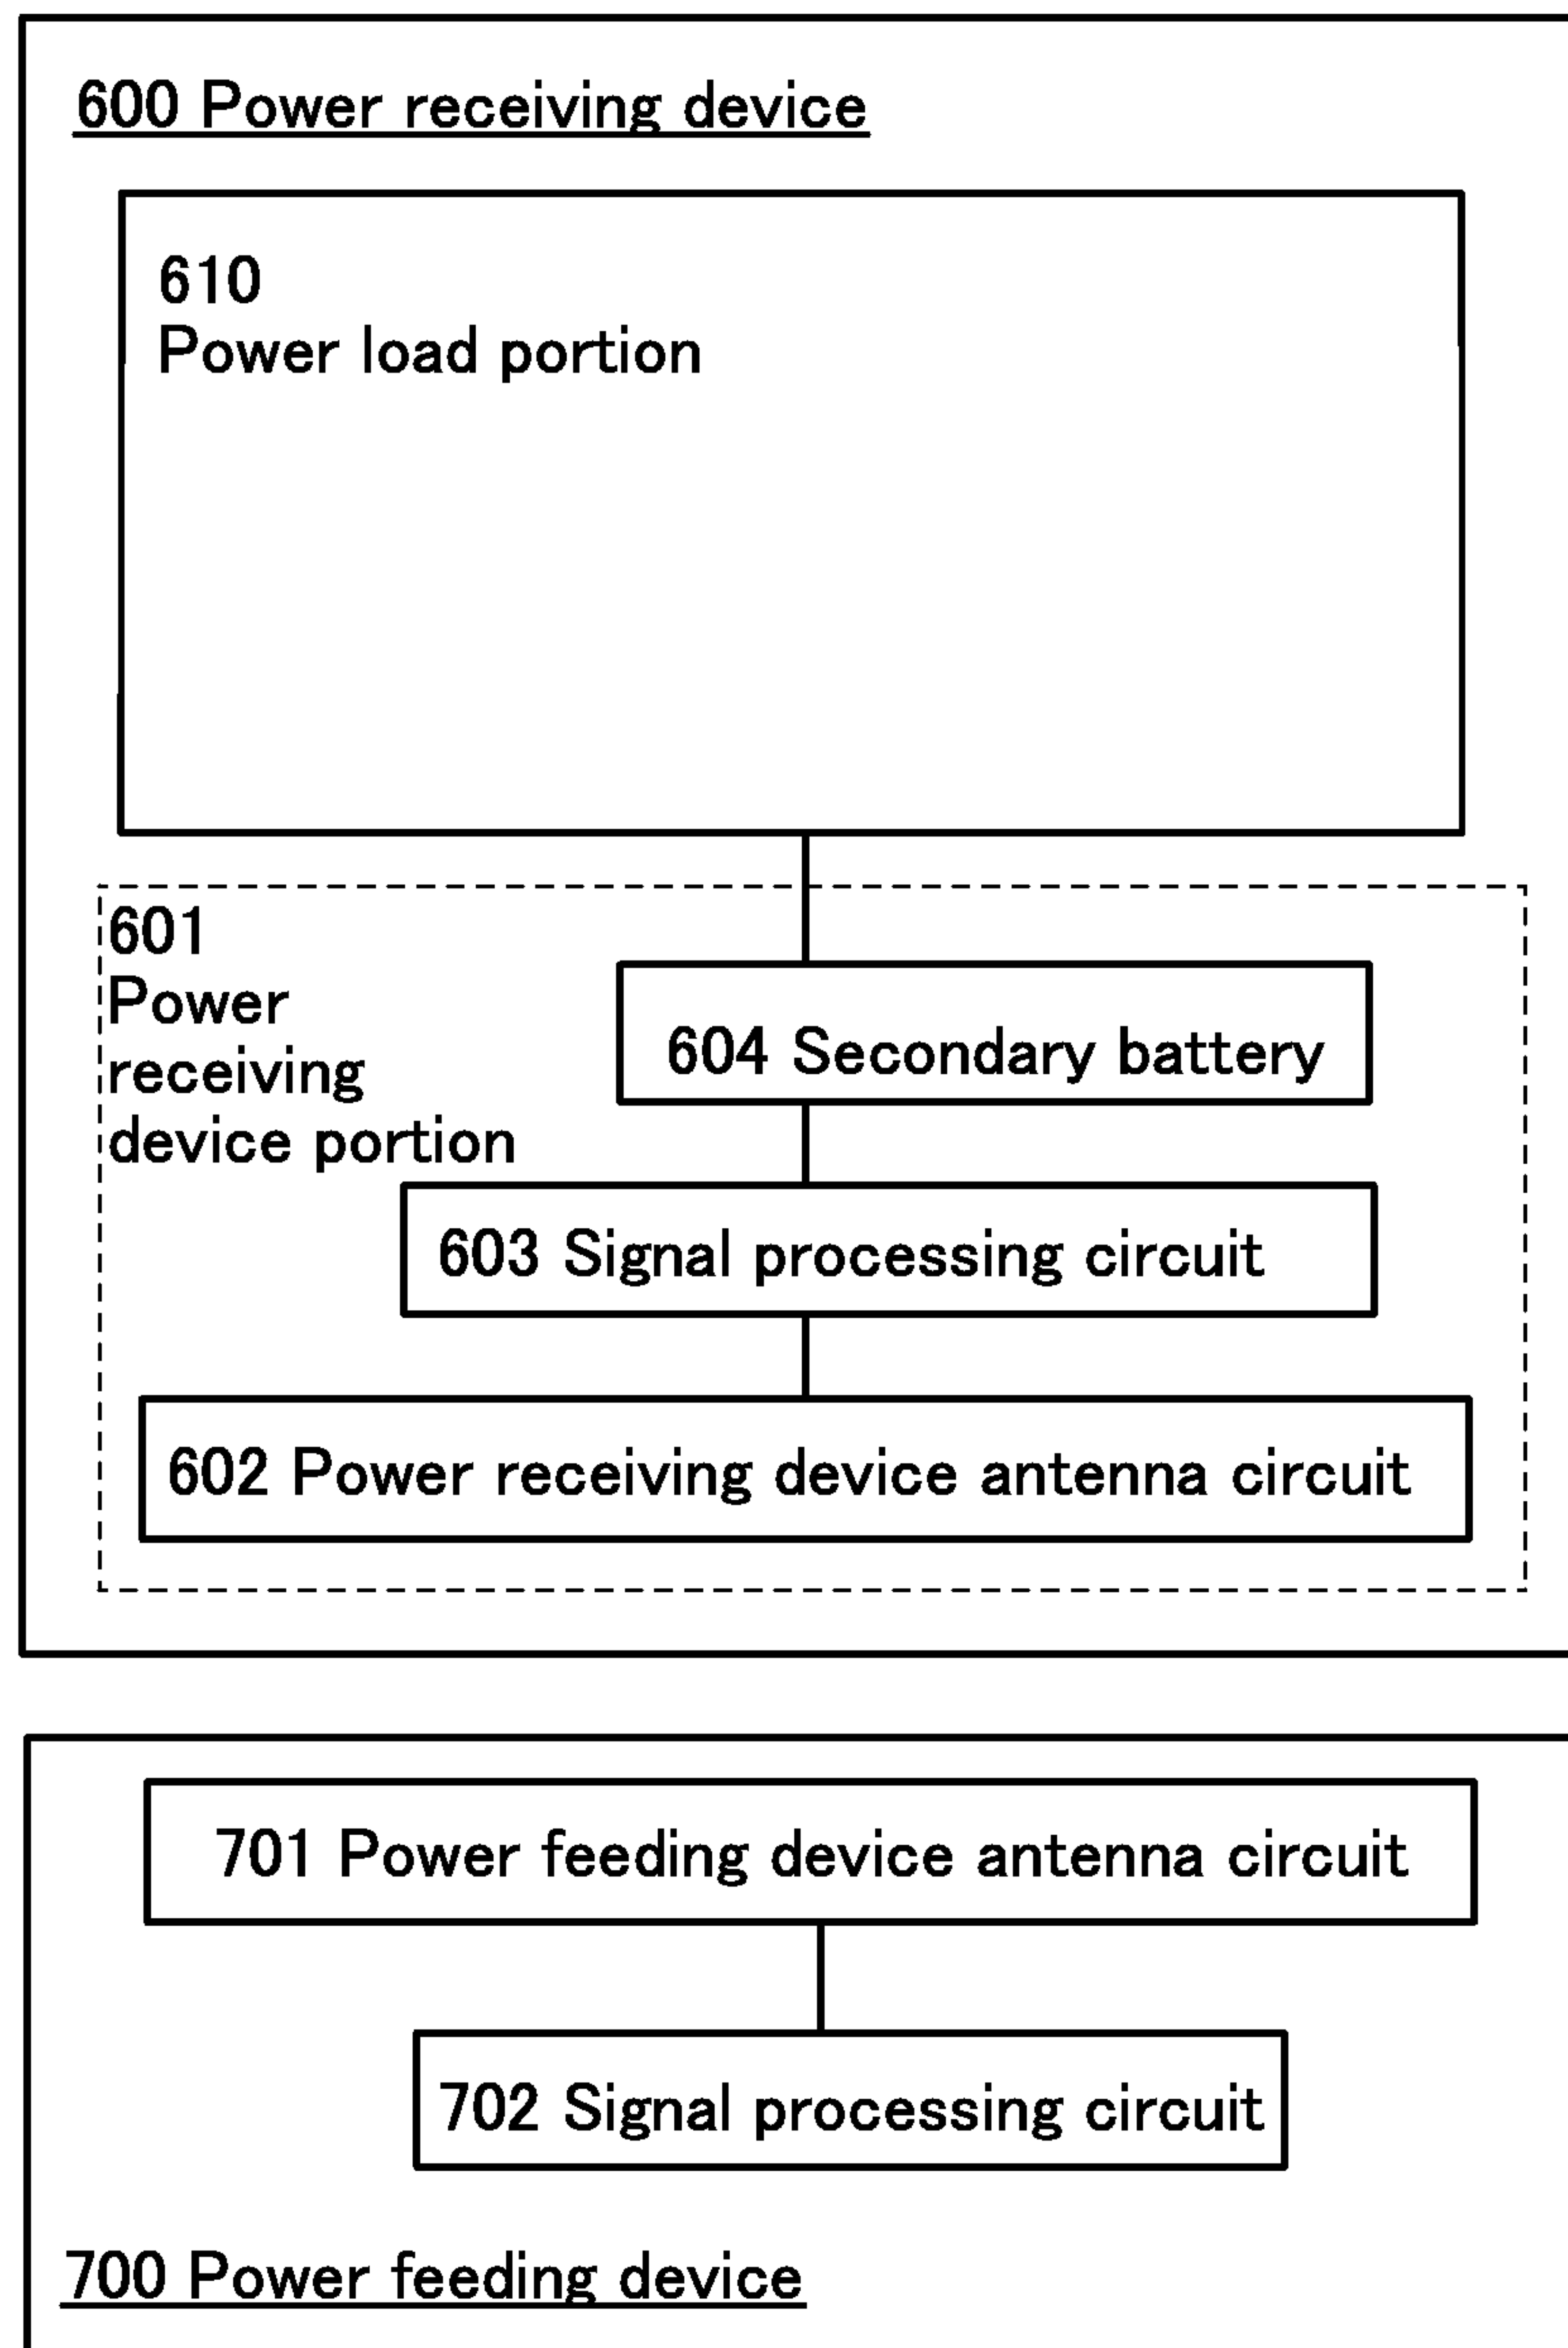 600 Power receiving device
610
Power load portion
601
Power
receiving
device portion
604 Secondary battery
603 Signal processing circuit
602 Power receiving device antenna circuit
701 Power feeding device antenna circuit
702 Signal processing circuit
700 Power feeding device